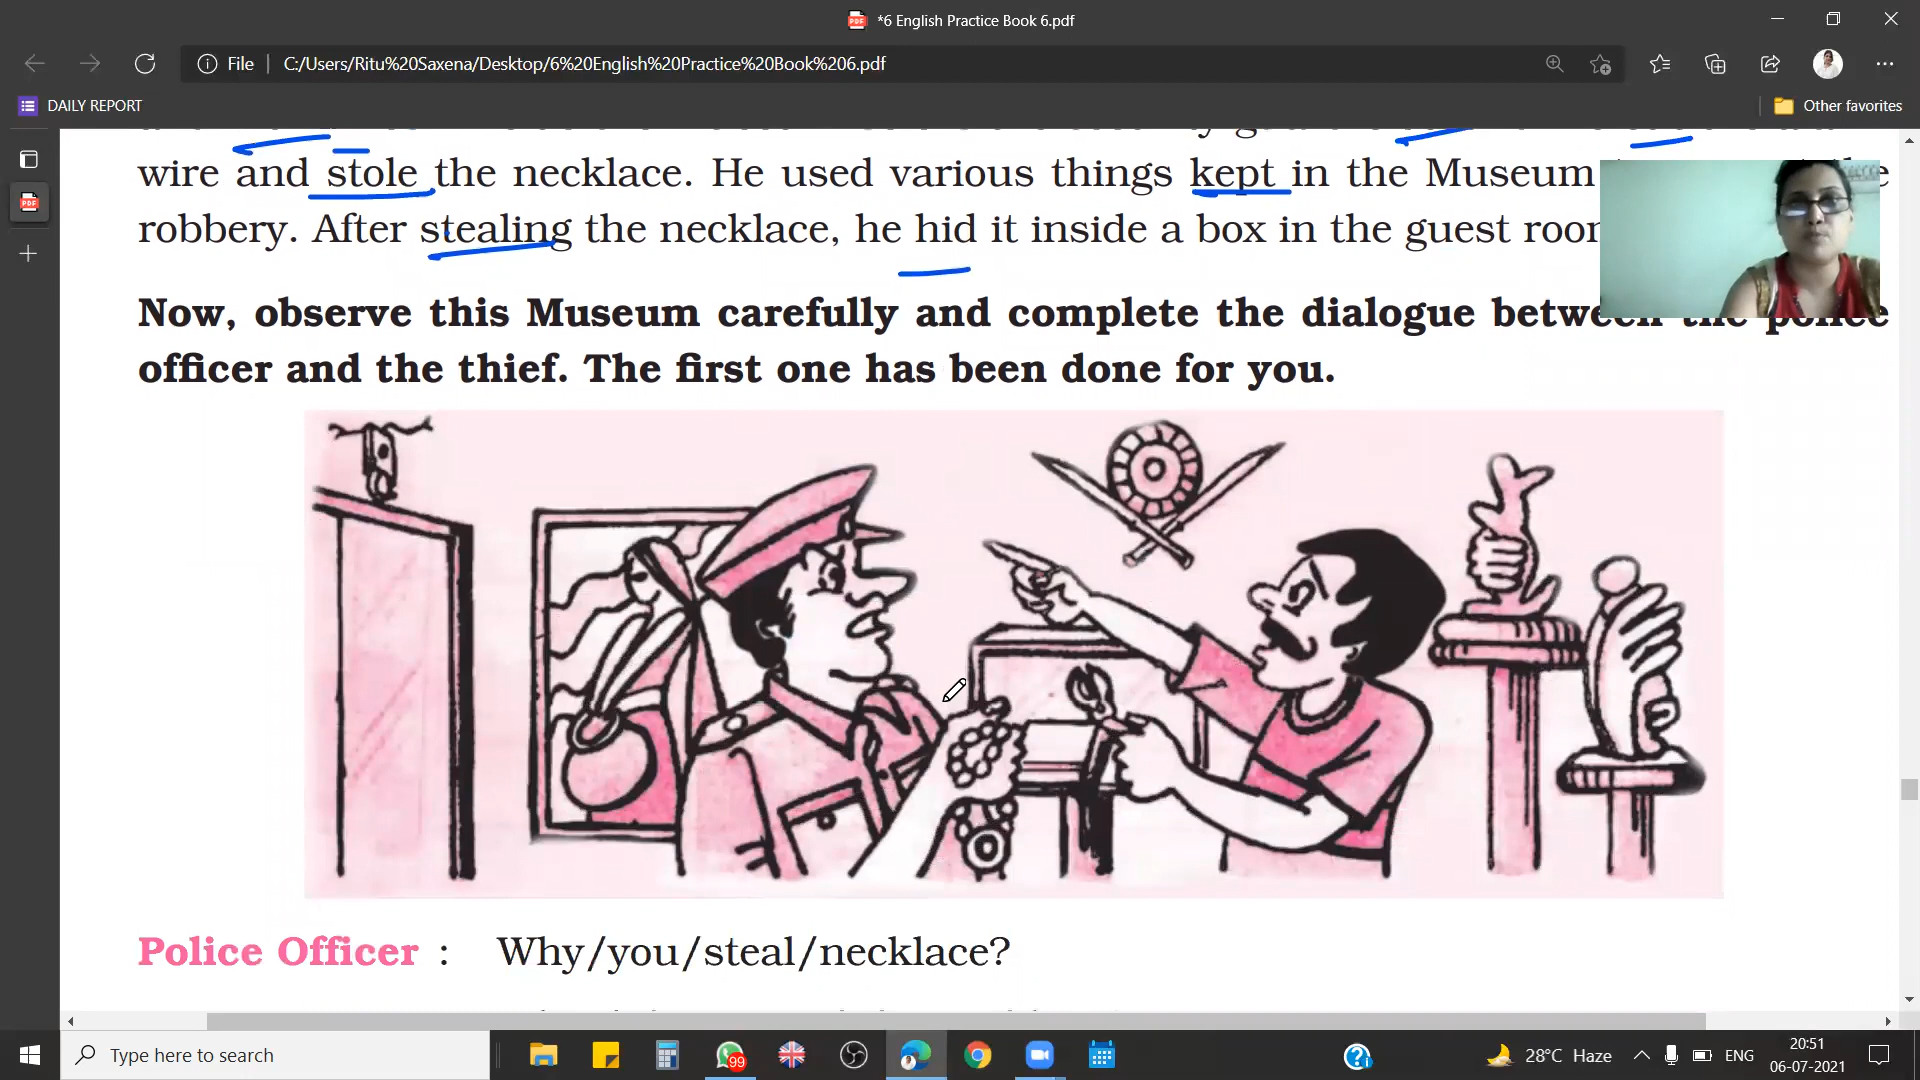 *6 English Practice Book 6.pdf
File
C:/Users/Ritu%20Saxena/Desktop/6%20English%20Practice%20Book%206.pdf
DAILY REPORT
Other favorites
wire and stole the necklace. He used various things kept in the Museum
robbery. After stealing the necklace, he hid it inside a box in the guest
Now, observe this Museum carefully and complete the dialogue between the police
officer and the thief. The first one has been done for you.
Police Officer : Why/you/steal/necklace?
Type here to search
99
28°C Haze
ENG
20:51
06-07-2021